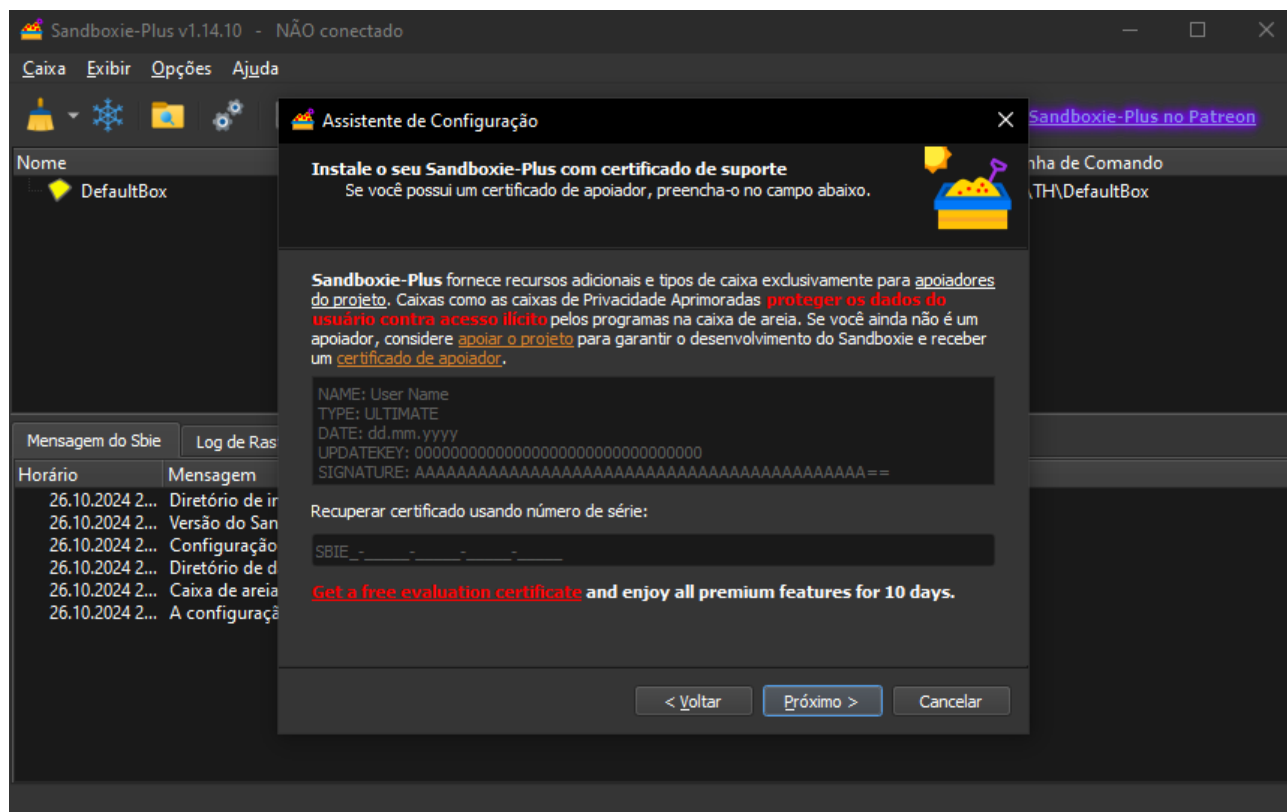 Sandboxie-Plus v1.14.10 - NÃO conectado
Caixa Exibir Opções Ajuda
Sandboxie-Plus no Patreon
Nome
de Comando
DefaultBox
\TH\DefaultBox
Assistente de Configuração
Instale o seu Sandboxie-Plus com certificado de suporte
Se você possui um certificado de apoiador, preencha-o no campo abaixo.
Sandboxie-Plus fornece recursos adicionais e tipos de caixa exclusivamente para apoiadores
do projeto. Caixas como as caixas de Privacidade Aprimoradas proteger os dados do
usuário contra acesso ilícito pelos programas na caixa de areia. Se você ainda não é um
apoiador, considere apoiar o projeto para garantir o desenvolvimento do Sandboxie e receber
um certificado de apoiador.
NAME: User Name
TYPE: ULTIMATE
DATE: dd.mm.yyyy
UPDATEKEY: 00000000000000000000000000000000
SIGNATURE: AAAAAAAAAAAAAAAAAAAAAAAAAAAAAAAAAAAAAAAAAAA==
Recuperar certificado usando número de série:
SBIE_-_____-_____-_____-_____
Get a free evaluation certificate and enjoy all premium features for 10 days.
< Voltar
Próximo >
Cancelar
Mensagem do Sbie
Log de Ras
Horário Mensagem
26.10.2024 2... Diretório de
26.10.2024 2... Versão do San
26.10.2024 2... Configuração
26.10.2024 2... Diretório de d
26.10.2024 2... Caixa de areia
26.10.2024 2... A configuraçã